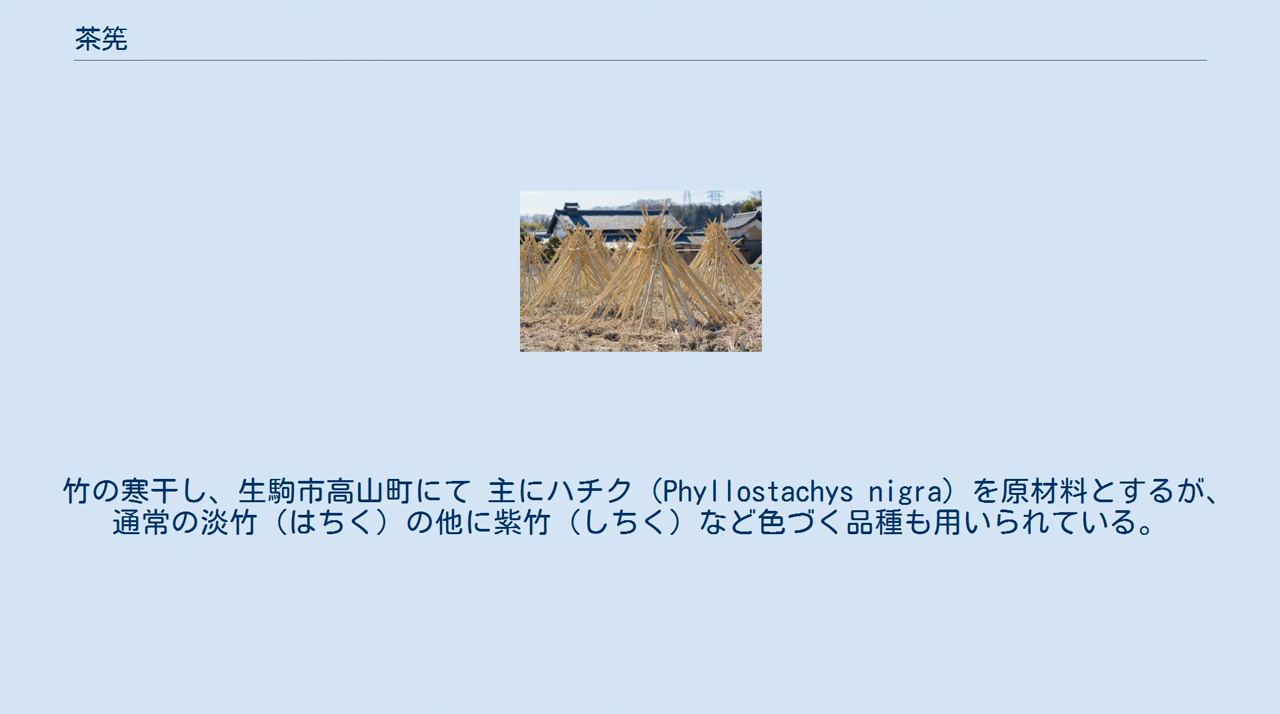 茶筅
竹の寒干し、生駒市高山町にて 主にハチク（Phyllostachys nigra）を原材料とするが、
通常の淡竹（はちく）の他に紫竹（しちく）など色づく品種も用いられている。